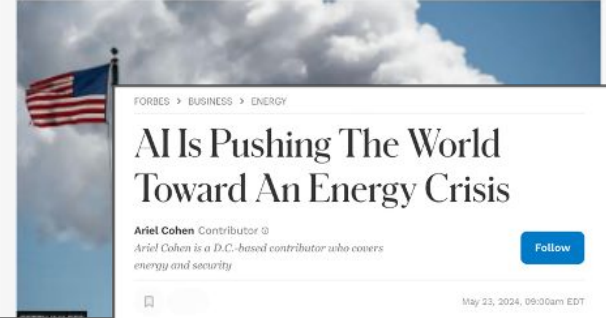 FORBES > BUSINESS > ENERGY
AI Is Pushing The World
Toward An Energy Crisis
Ariel Cohen Contributor
Ariel Cohen is a D.C.-based contributor who covers
energy and security
Follow
May 23, 2024, 09:00am EDT